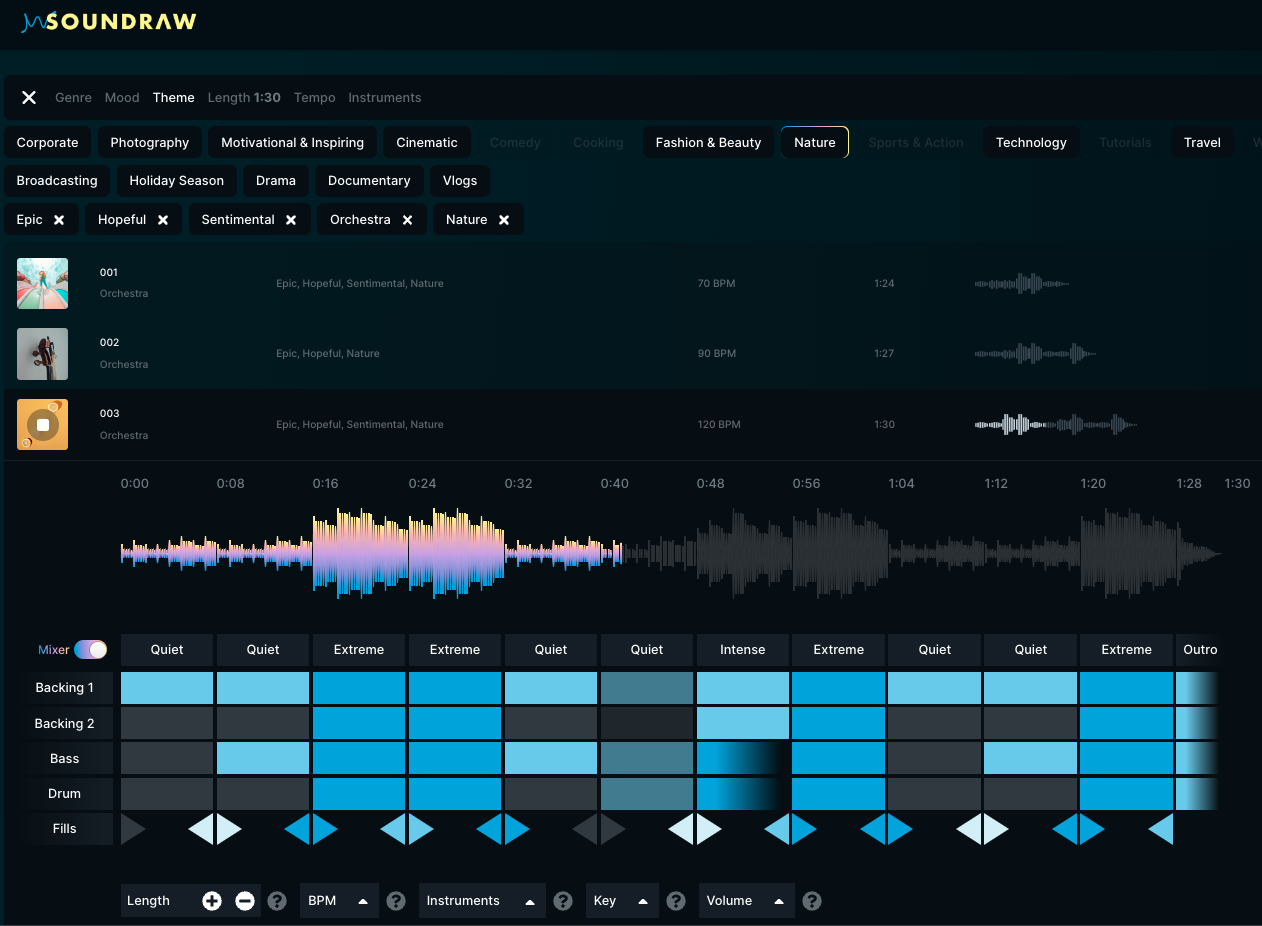 SOUNDRAW
Genre Mood Theme Length 1:30 Tempo Instruments
Corporate Photography Motivational & Inspiring Cinematic Comedy Cooking Fashion & Beauty Nature Sports & Action Technology Tutorials Travel
Broadcasting Holiday Season Drama Documentary Vlogs
Epic Hopeful Sentimental Orchestra Nature
001
Orchestra
Epic, Hopeful, Sentimental, Nature 70 BPM 1:24
002
Orchestra
Epic, Hopeful, Nature 90 BPM 1:27
003
Orchestra
Epic, Hopeful, Sentimental, Nature 120 BPM 1:30
0:00 0:08 0:16 0:24 0:32 0:40 0:48 0:56 1:04 1:12 1:20 1:28 1:30
Mixer Quiet Quiet Extreme Extreme Quiet Quiet Intense Extreme Quiet Quiet Extreme Outro
Backing 1
Backing 2
Bass
Drum
Fills
Length ? BPM ? Instruments ? Key ? Volume ?